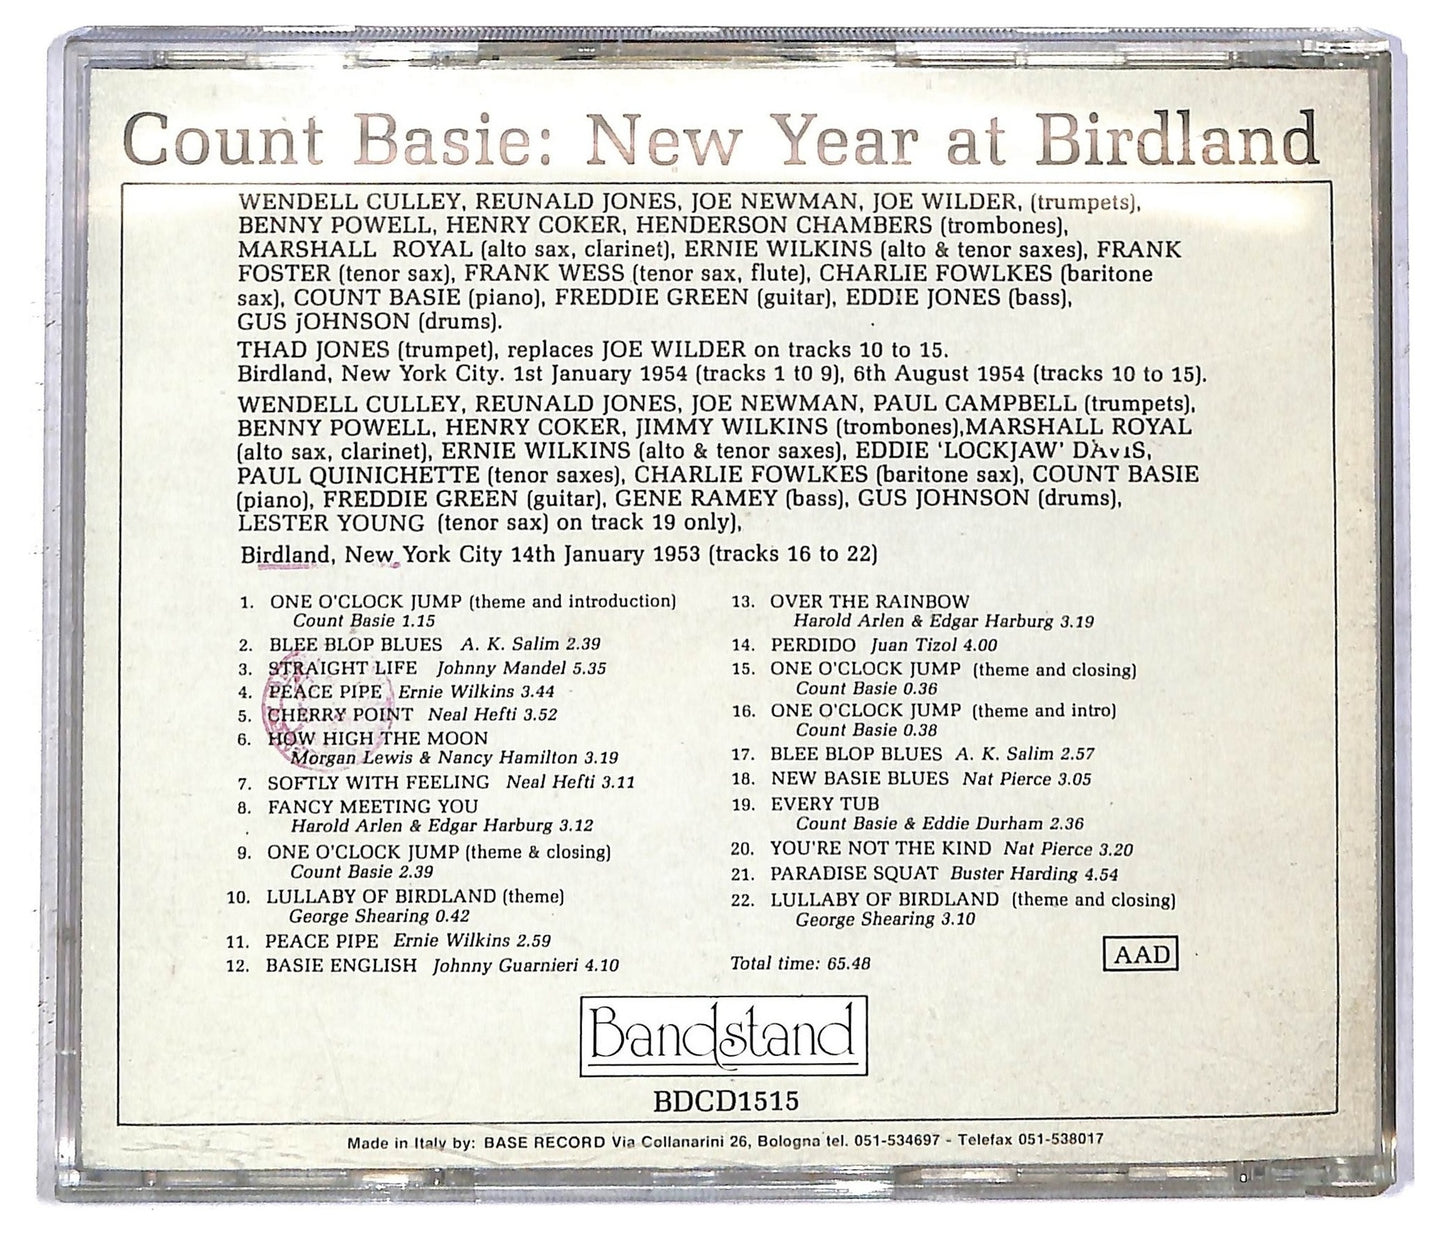 Count Basie: New Year at Birdland
WENDELL CULLEY, REUNALD JONES, JOE NEWMAN, JOE WILDER, (trumpets),
BENNY POWELL, HENRY COKER, HENDERSON CHAMBERS (trombones),
MARSHALL ROYAL (alto sax, clarinet), ERNIE WILKINS (alto & tenor saxes), FRANK
FOSTER (tenor sax), FRANK WESS (tenor sax, flute), CHARLIE FOWLKES (baritone
sax), COUNT BASIE (piano), FREDDIE GREEN (guitar), EDDIE JONES (bass),
GUS JOHNSON (drums).
THAD JONES (trumpet), replaces JOE WILDER on tracks 10 to 15.
Birdland, New York City. 1st January 1954 (tracks 1 t0 9), 6th August 1954 (tracks 10 to 15).
WENDELL CULLEY, REUNALD JONES, JOE NEWMAN, PAUL CAMPBELL (trumpets),
BENNY POWELL, HENRY COKER, JIMMY WILKINS (trombones),MARSHALL ROYAL
(alto sax, clarinet), ERNIE WILKINS (alto & tenor saxes), EDDIE 'LOCKJAW' DAVIS,
PAUL QUINICHETTE (tenor saxes), CHARLIE FOWLKES (baritone sax), COUNT BASIE
(piano), FREDDIE GREEN (guitar), GENE RAMEY (bass), GUS JOHNSON (drums),
LESTER YOUNG (tenor sax) on track 19 only),
Birdland, New York City 14th January 1953 (tracks 16 to 22)
1. ONE O'CLOCK JUMP (theme and introduction)
Count Basie 1.15
2. BLEE BLOP BLUES A. K. Salim 2.39
3. STRAIGHT LIFE Johnny Mandel 5.35
4. PEACE PIPE Ernie Wilkins 3.44
5. CHERRY POINT Neal Hefti 3.52
6. HOW HIGH THE MOON
Morgan Lewis & Nancy Hamilton 3.19
7. SOFTLY WITH FEELING Neal Hefti 3.11
8. FANCY MEETING YOU
Harold Arlen & Edgar Harburg 3.12
9. ONE O'CLOCK JUMP (theme & closing)
Count Basie 2.39
10. LULLABY OF BIRDLAND (theme)
George Shearing 0.42
11. PEACE PIPE Ernie Wilkins 2.59
12. BASIE ENGLISH Johnny Guarnieri 4.10
13. OVER THE RAINBOW
Harold Arlen & Edgar Harburg 3.19
14. PERDIDO Juan Tizol 4.00
15. ONE O'CLOCK JUMP (theme and closing)
Count Basie 0.36
16. ONE O'CLOCK JUMP (theme and intro)
Count Basie 0.38
17. BLEE BLOP BLUES A. K. Salim 2.57
18. NEW BASIE BLUES Nat Pierce 3.05
19. EVERY TUB
Count Basie & Eddie Durham 2.36
20. YOU'RE NOT THE KIND Nat Pierce 3.20
21. PARADISE SQUAT Buster Harding 4.54
22. LULLABY OF BIRDLAND (theme and closing)
George Shearing 3.10
Total time: 65.48
AAD
Bandstand
BDCD1515
Made in Italy by: BASE RECORD Via Collanarini 26, Bologna tel. 051-534697 - Telefax 051-538017